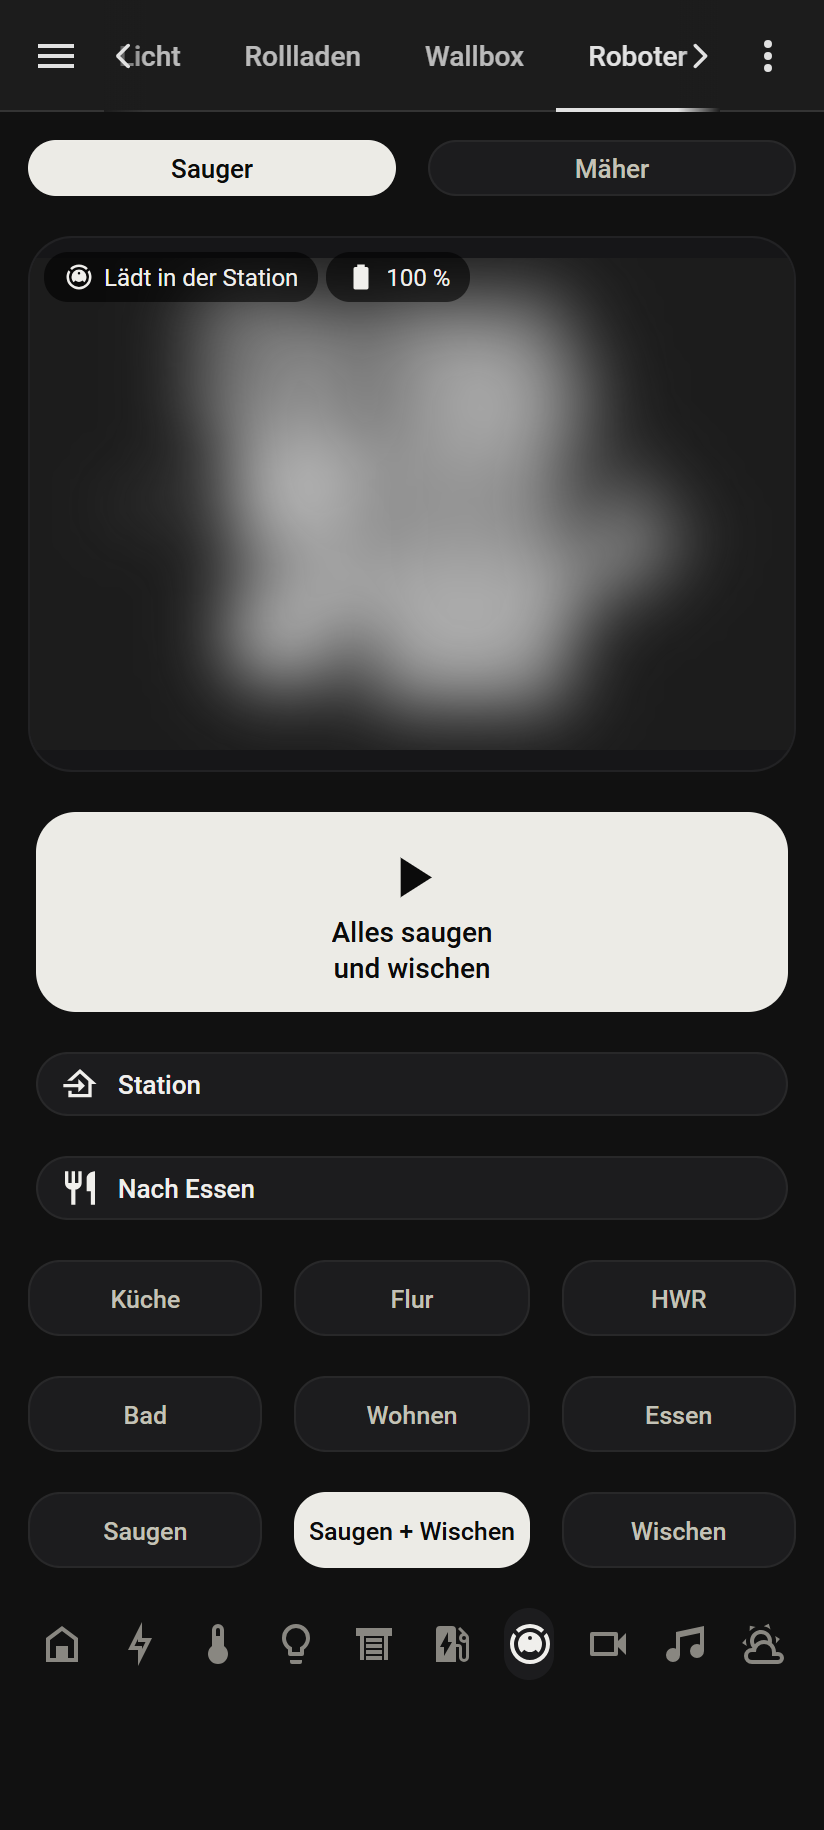 Licht Rollladen Wallbox Roboter
Sauger Mäher
Lädt in der Station 100 %
Alles saugen
und wischen
Station
Nach Essen
Küche Flur HWR
Bad Wohnen Essen
Saugen Saugen + Wischen Wischen